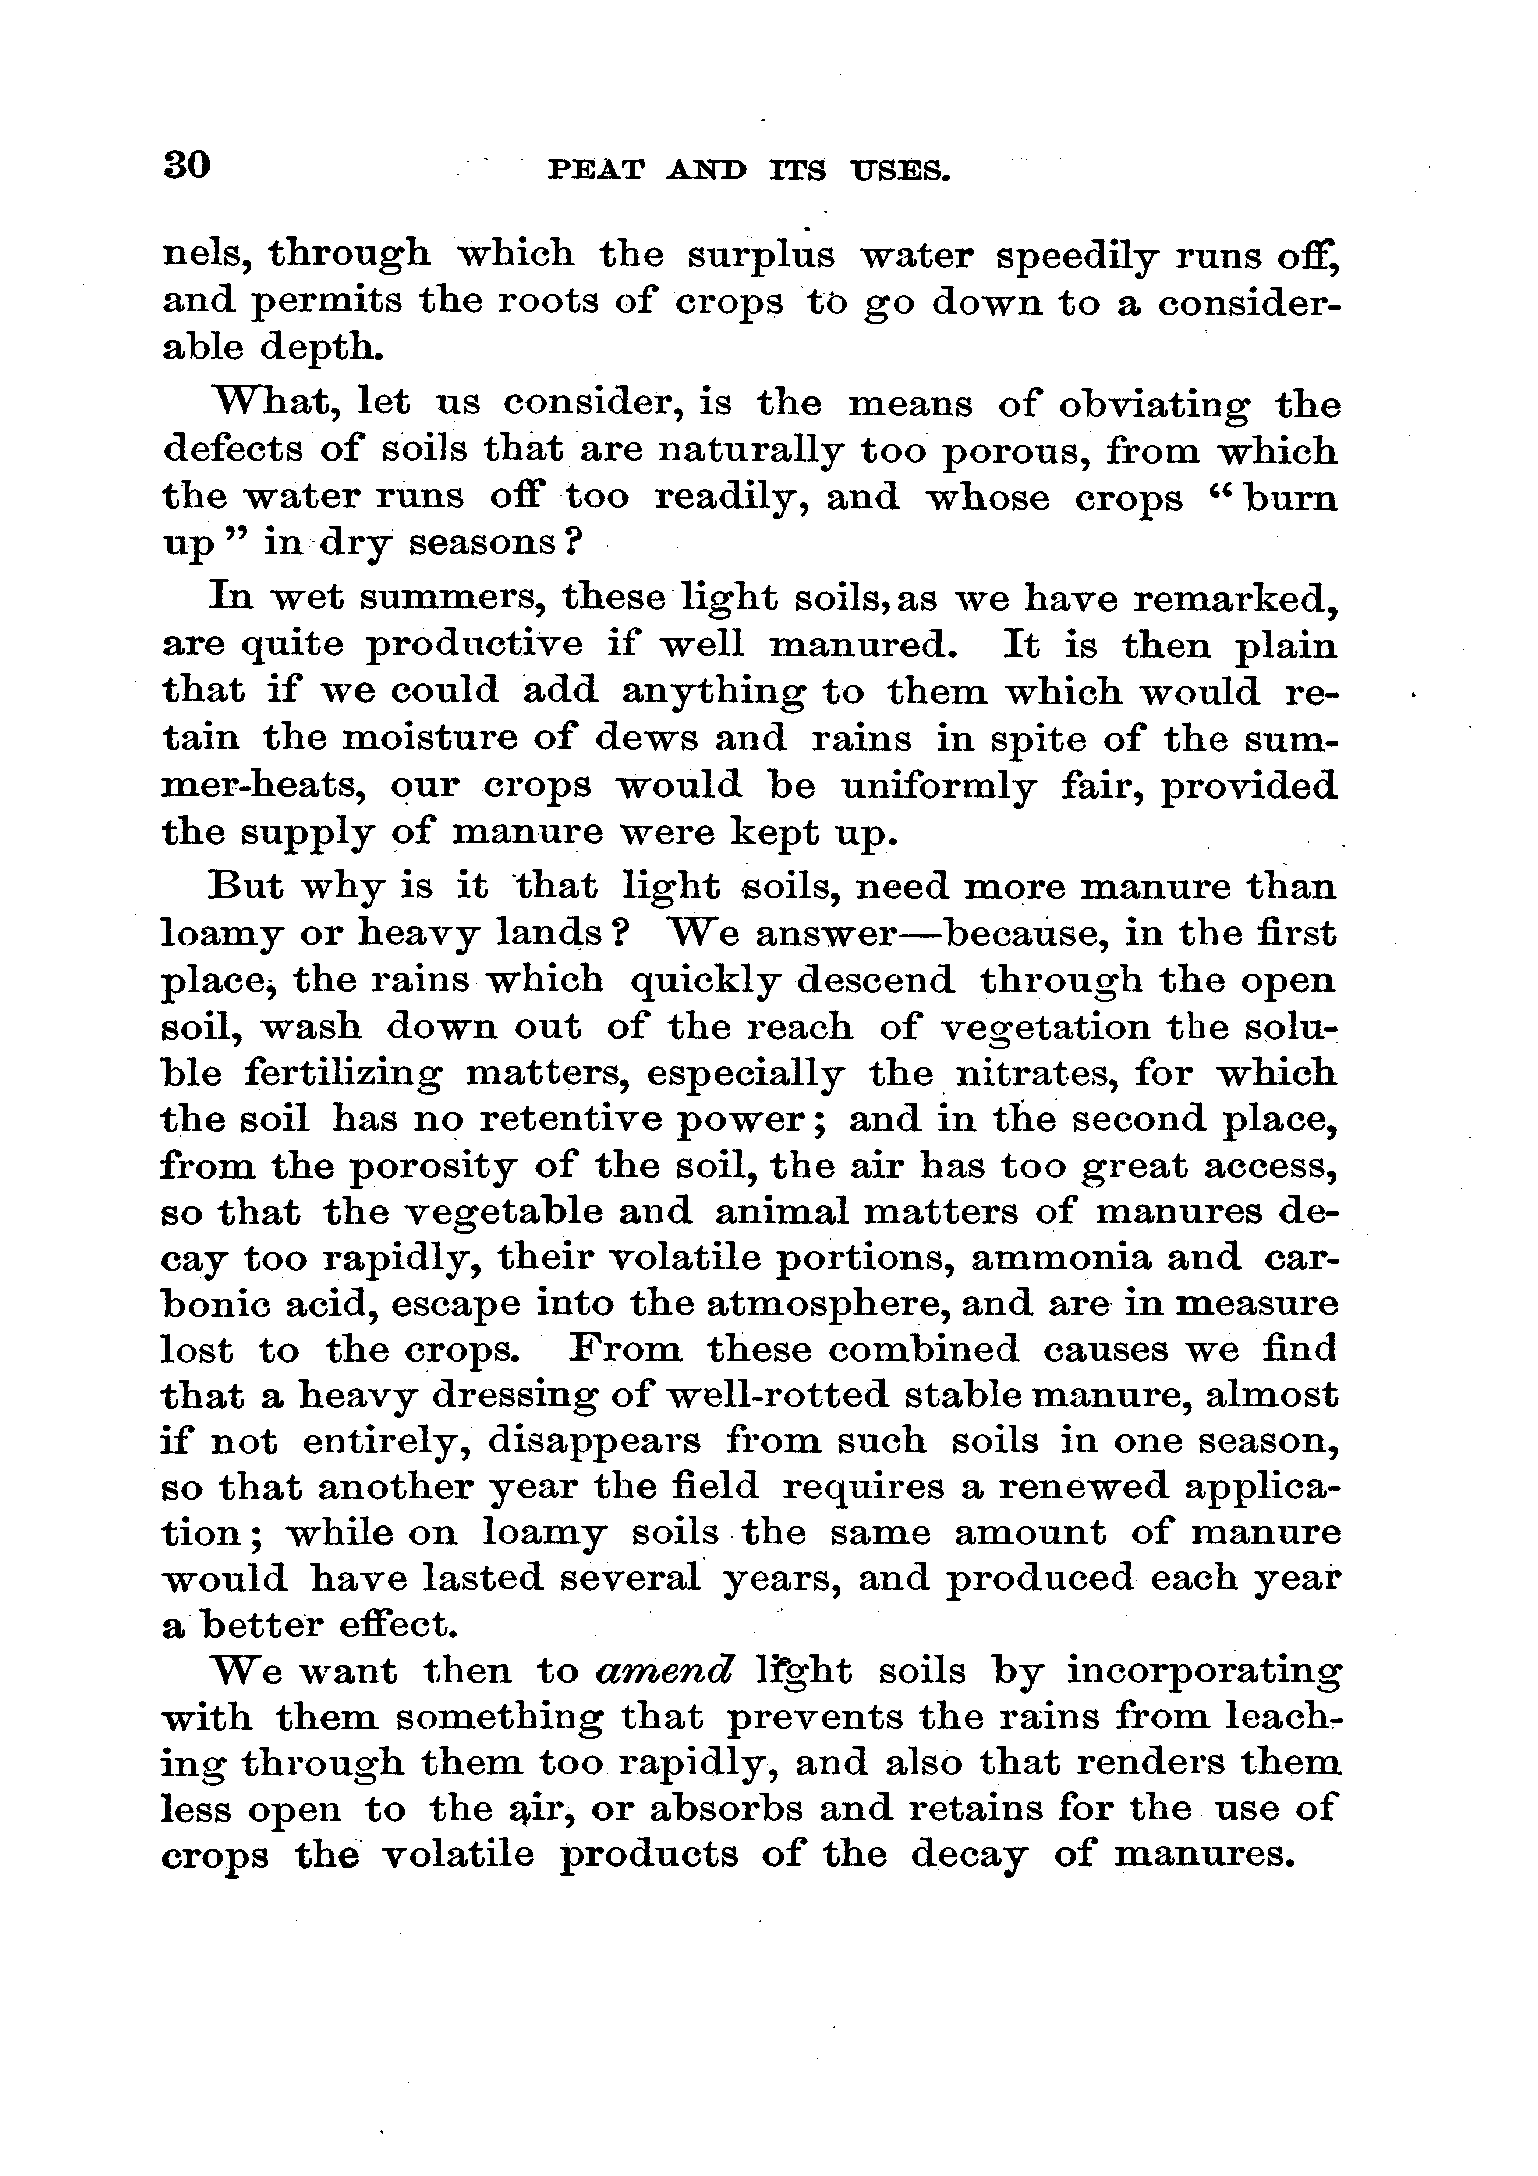 30 PEAT AND ITS USES.
nels, through which the surplus water speedily runs off,
and permits the roots of crops to go down to a consider-
able depth.
What, let us consider, is the means of obviating the
defects of soils that are naturally too porous, from which
the water runs off too readily, and whose crops “ burn
up ” in dry seasons ?
In wet summers, these light soils, as we have remarked,
are quite productive if well manured. It is then plain
that if we could add anything to them which would re-
tain the moisture of dews and rains in spite of the sum-
mer-heats, our crops would be uniformly fair, provided
the supply of manure were kept up.
But why is it that light soils, need more manure than
loamy or heavy lands ? We answer—because, in the first
place, the rains which quickly descend through the open
soil, wash down out of the reach of vegetation the solu-
ble fertilizing matters, especially the nitrates, for which
the soil has no retentive power ; and in the second place,
from the porosity of the soil, the air has too great access,
so that the vegetable and animal matters of manures de-
cay too rapidly, their volatile portions, ammonia and car-
bonic acid, escape into the atmosphere, and are in measure
lost to the crops. From these combined causes we find
that a heavy dressing of well-rotted stable manure, almost
if not entirely, disappears from such soils in one season,
so that another year the field requires a renewed applica-
tion ; while on loamy soils the same amount of manure
would have lasted several years, and produced each year
a better effect.
We want then to amend light soils by incorporating
with them something that prevents the rains from leach-
ing through them too rapidly, and also that renders them
less open to the air, or absorbs and retains for the use of
crops the volatile products of the decay of manures.